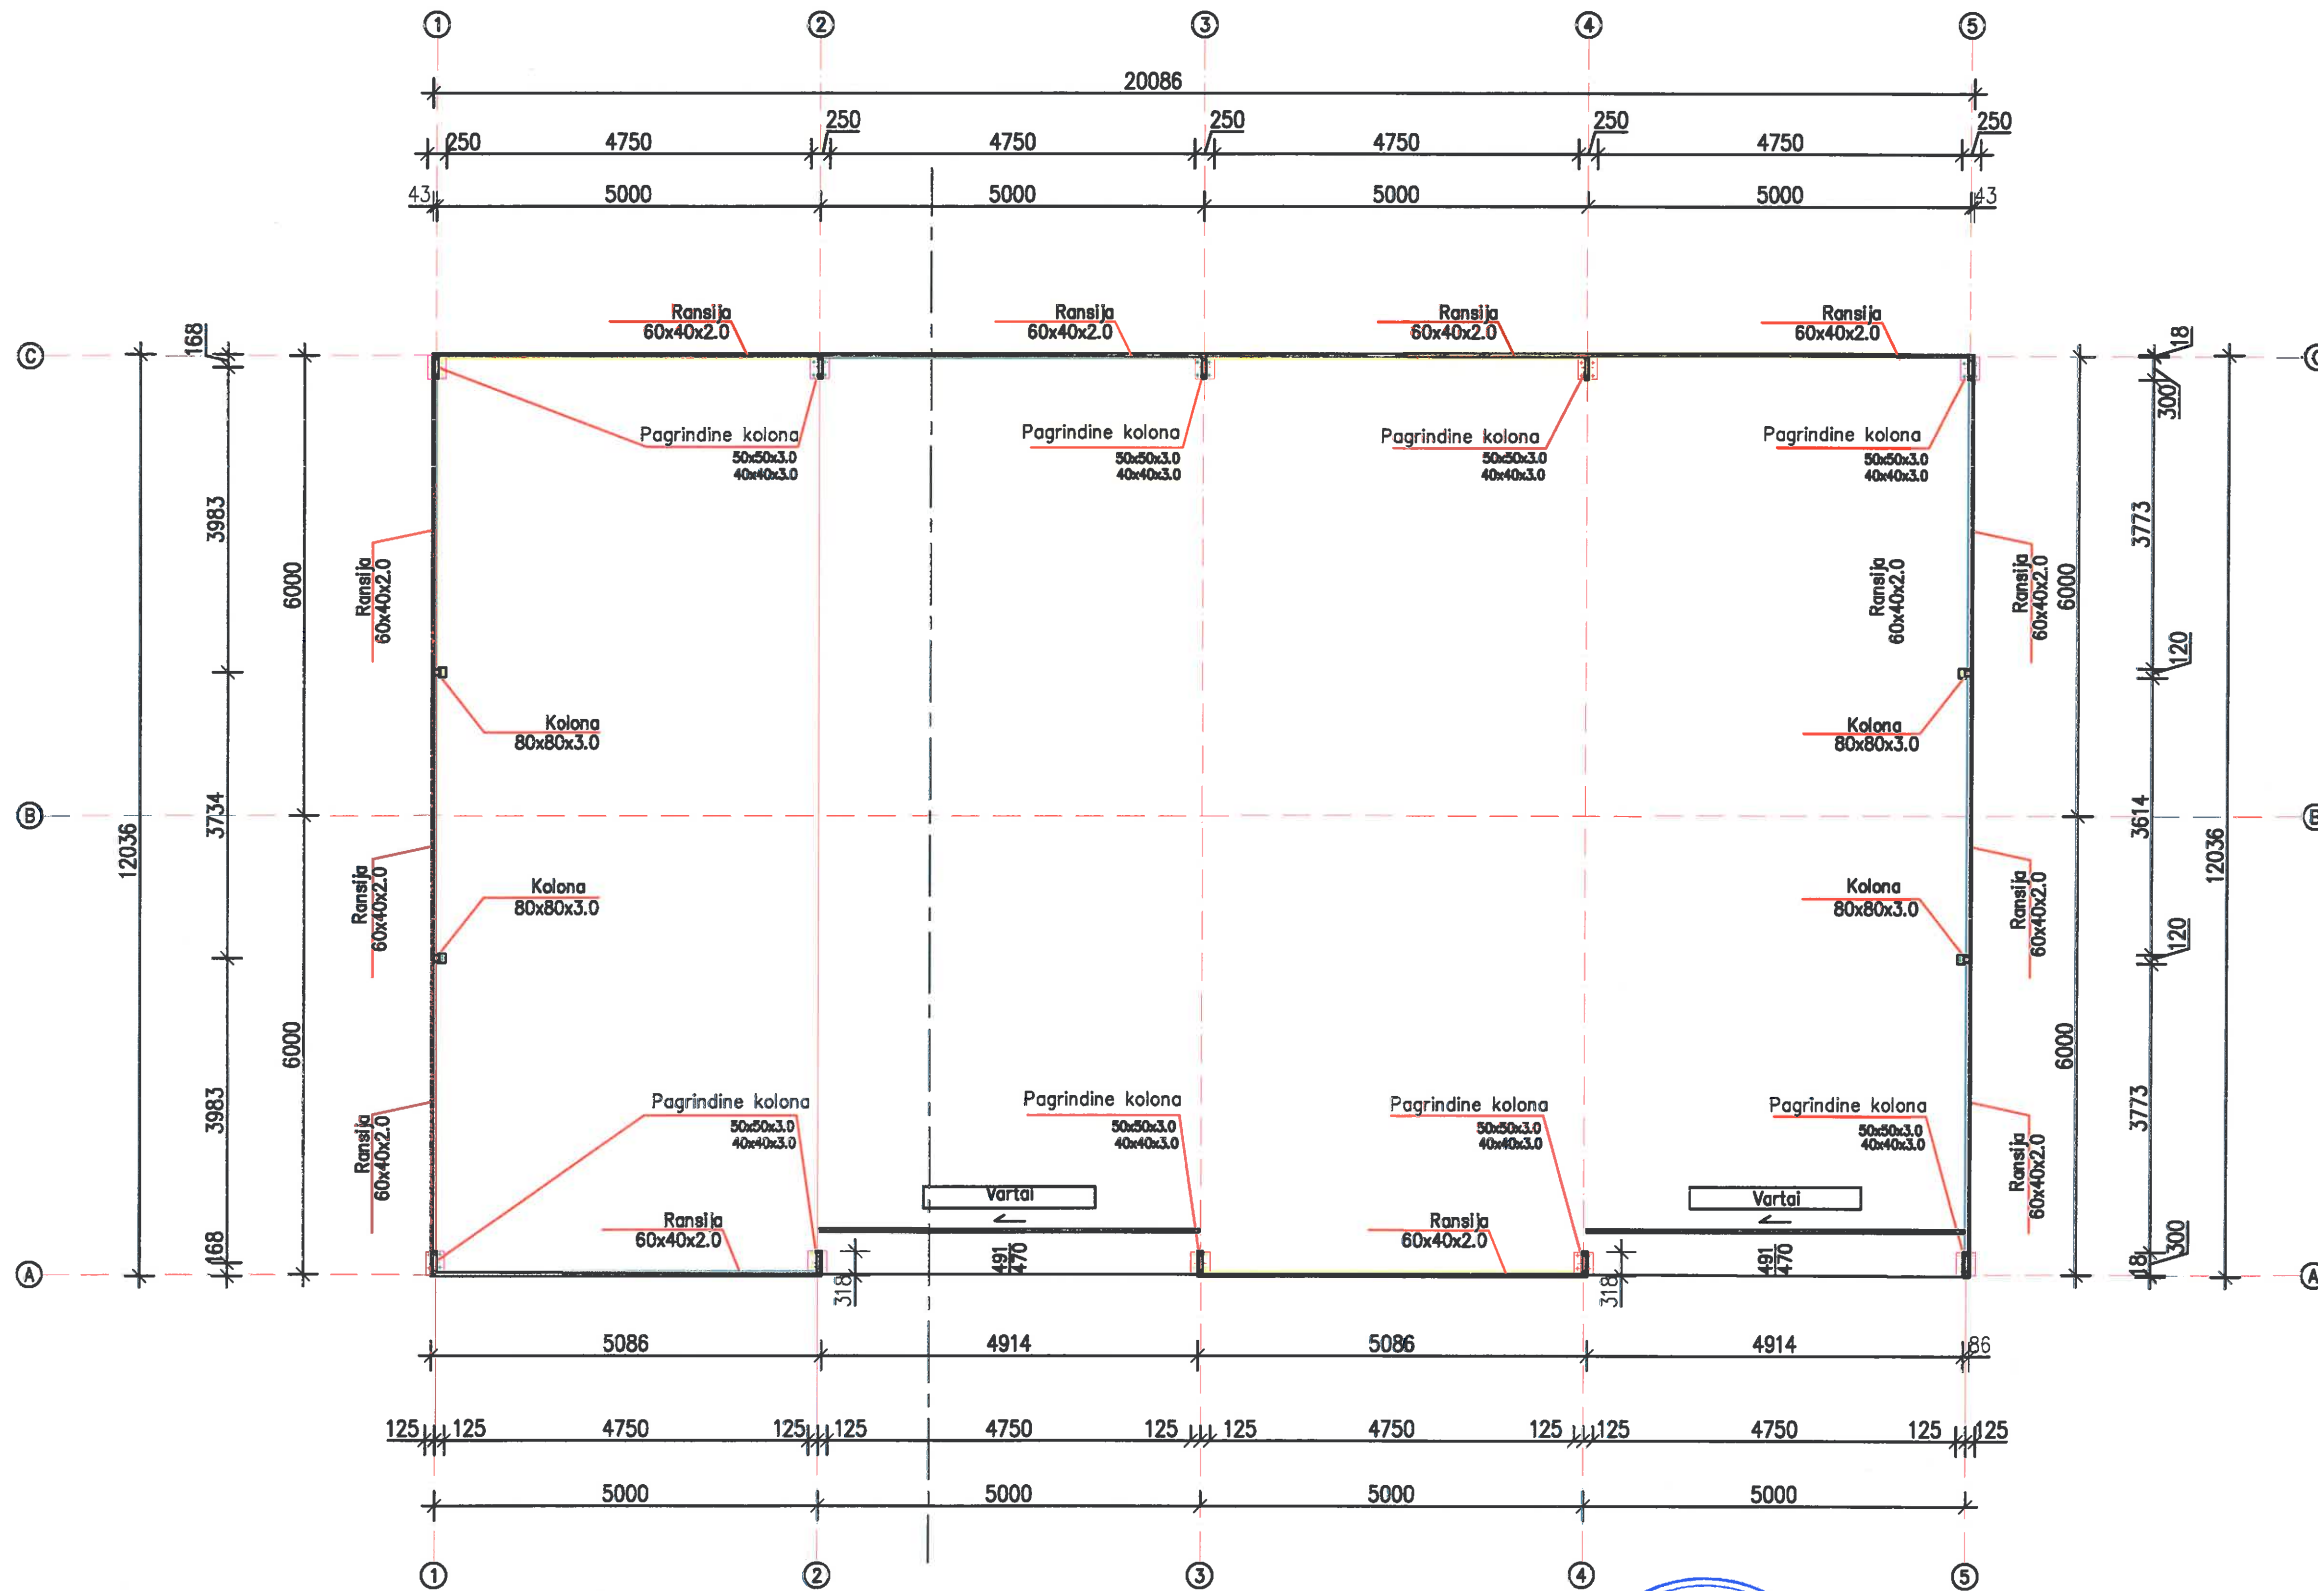 1 2 3 4 5
20086
250 250 250 250 250
4750 4750 4750 4750
43 5000 5000 5000 5000 43
Ransija Ransija Ransija Ransija
60x40x2.0 60x40x2.0 60x40x2.0 60x40x2.0
168
18
C
300
Pagrindine kolona Pagrindine kolona Pagrindine kolona Pagrindine kolona
50x50x3.0 50x50x3.0 50x50x3.0 50x50x3.0
40x40x3.0 40x40x3.0 40x40x3.0 40x40x3.0
3983
3773
6000
6000
Ransija
60x40x2.0
Ransija
60x40x2.0
Ransija
60x40x2.0
120
Kolona Kolona
80x80x3.0 80x80x3.0
B B
12036
3734
3614
12036
Ransija
60x40x2.0
Kolona Kolona
80x80x3.0 80x80x3.0
Ransija
60x40x2.0
120
6000
6000
3983
3773
Ransija
60x40x2.0
Ransija
60x40x2.0
Pagrindine kolona Pagrindine kolona Pagrindine kolona Pagrindine kolona
50x50x3.0 50x50x3.0 50x50x3.0 50x50x3.0
40x40x3.0 40x40x3.0 40x40x3.0 40x40x3.0
Vartai Vartai
Ransija Ransija
60x40x2.0 60x40x2.0
168
300
18
491 491
470 470
318 318
A A
5086 4914 5086 4914 86
125 125 4750 125 125 4750 125 125 4750 125 125 4750 125 125
5000 5000 5000 5000
1 2 3 4 5